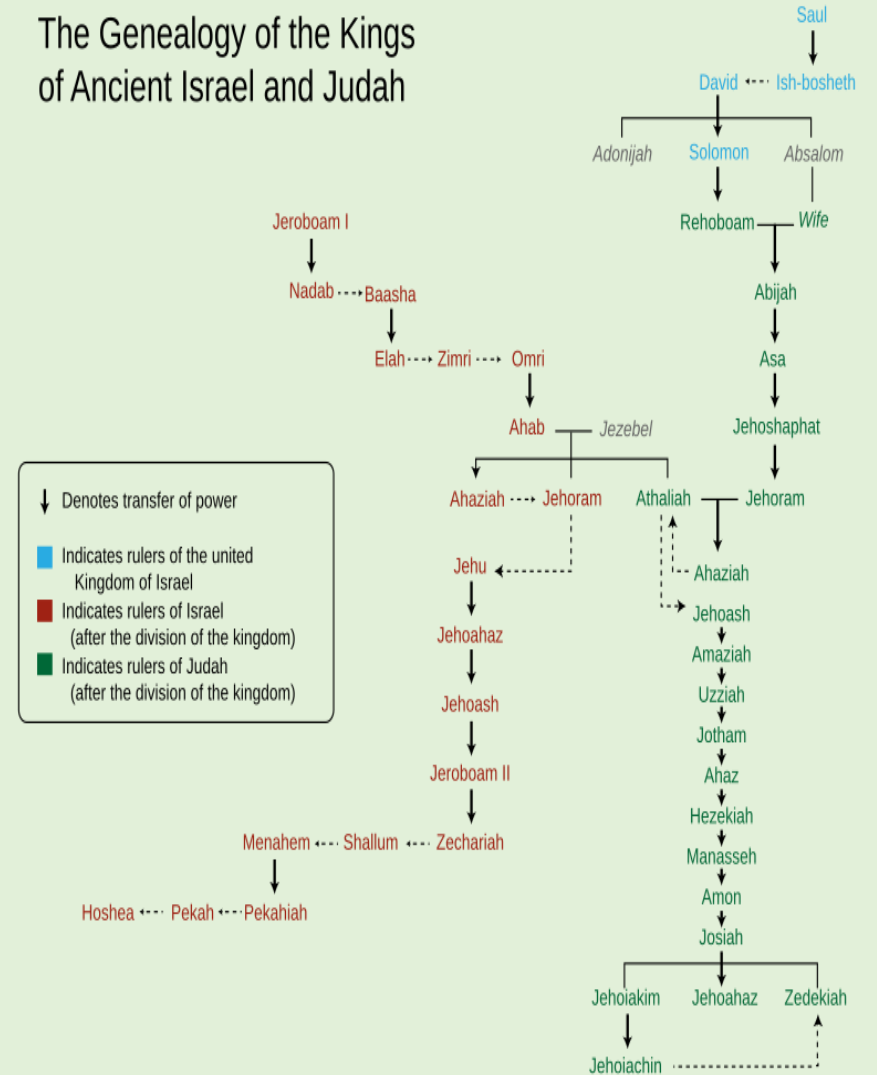 The Genealogy of the Kings
of Ancient Israel and Judah
Saul
David Ish-bosheth
Adonijah Solomon Absalom
Jeroboam I Rehoboam Wife
Nadab Baasha Abijah
Elah Zimri Omri Asa
Ahab Jezebel Jehoshaphat
Ahaziah Jehoram Athaliah Jehoram
Jehu Ahaziah
Jehoash
Jehoahaz Amaziah
Uzziah
Jehoash
Jotham
Jeroboam II Ahaz
Hezekiah
Menahem Shallum Zechariah
Manasseh
Amon
Hoshea Pekah Pekahiah
Josiah
Jehoiakim Jehoahaz Zedekiah
Jehoiachin
Denotes transfer of power
Indicates rulers of the united
Kingdom of Israel
Indicates rulers of Israel
(after the division of the kingdom)
Indicates rulers of Judah
(after the division of the kingdom)